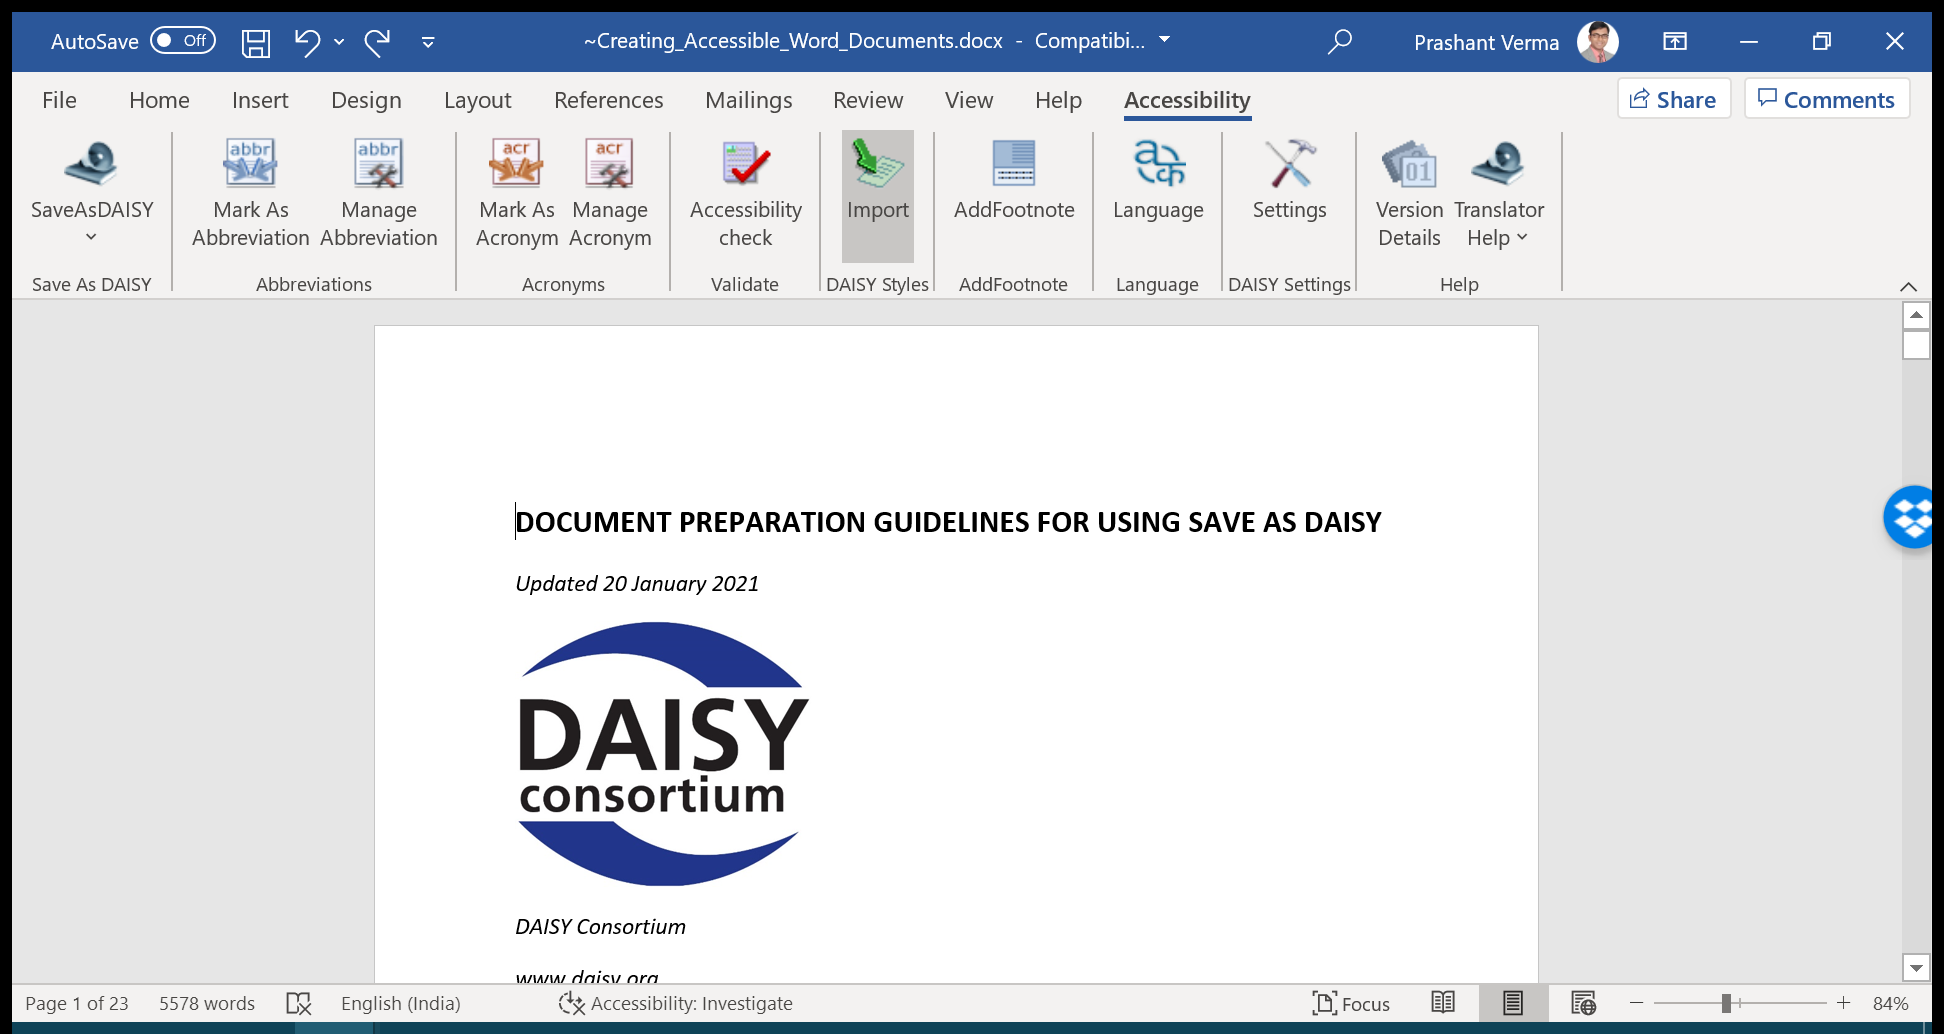 AutoSave Off ~Creating_Accessible_Word_Documents.docx - Compatibi... Prashant Verma
File Home Insert Design Layout References Mailings Review View Help Accessibility Share Comments
abbr abbr acr acr 01
SaveAsDAISY Mark As Abbreviation Manage Abbreviation Mark As Acronym Manage Acronym Accessibility check Import AddFootnote Language Settings Version Details Translator Help
Save As DAISY Abbreviations Acronyms Validate DAISY Styles AddFootnote Language DAISY Settings Help
DOCUMENT PREPARATION GUIDELINES FOR USING SAVE AS DAISY
Updated 20 January 2021
DAISY
consortium
DAISY Consortium
www.daisy.org
Page 1 of 23 5578 words English (India) Accessibility: Investigate Focus 84%